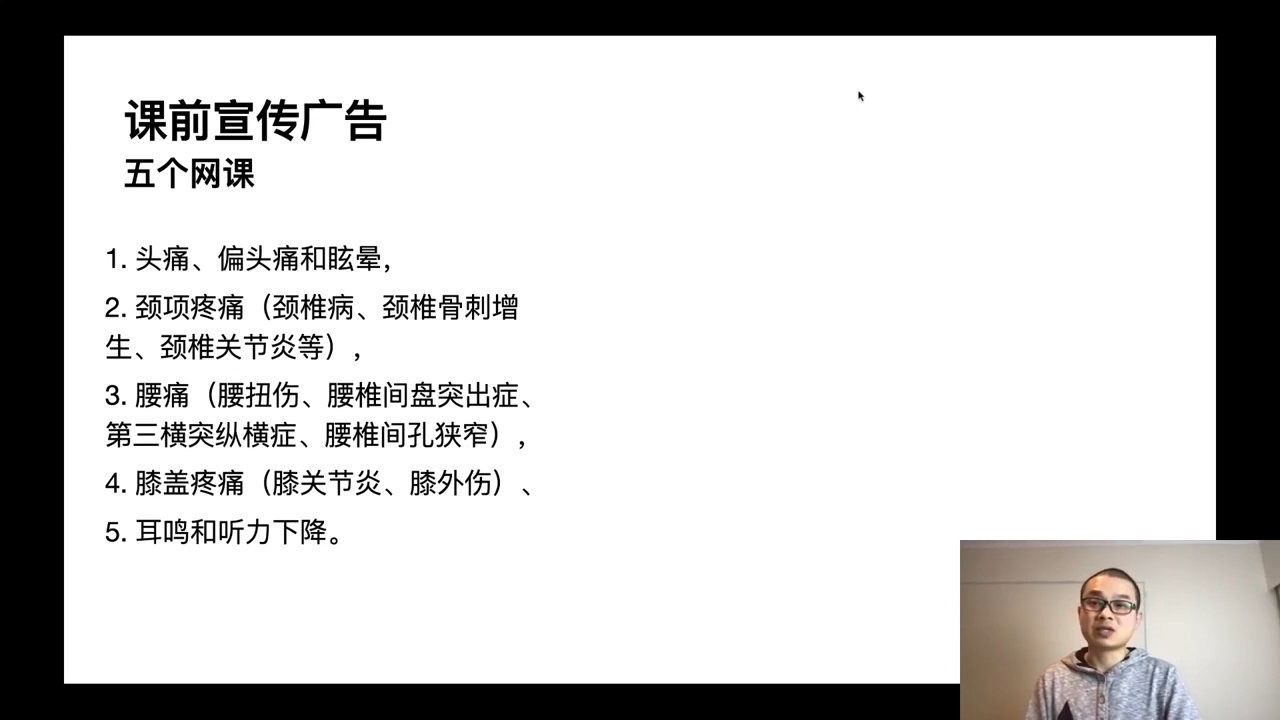 课前宣传广告
五个网课
1. 头痛、偏头痛和眩晕，
2. 颈项疼痛（颈椎病、颈椎骨刺增
生、颈椎关节炎等），
3. 腰痛（腰扭伤、腰椎间盘突出症、
第三横突纵横症、腰椎间孔狭窄），
4. 膝盖疼痛（膝关节炎、膝外伤）、
5. 耳鸣和听力下降。